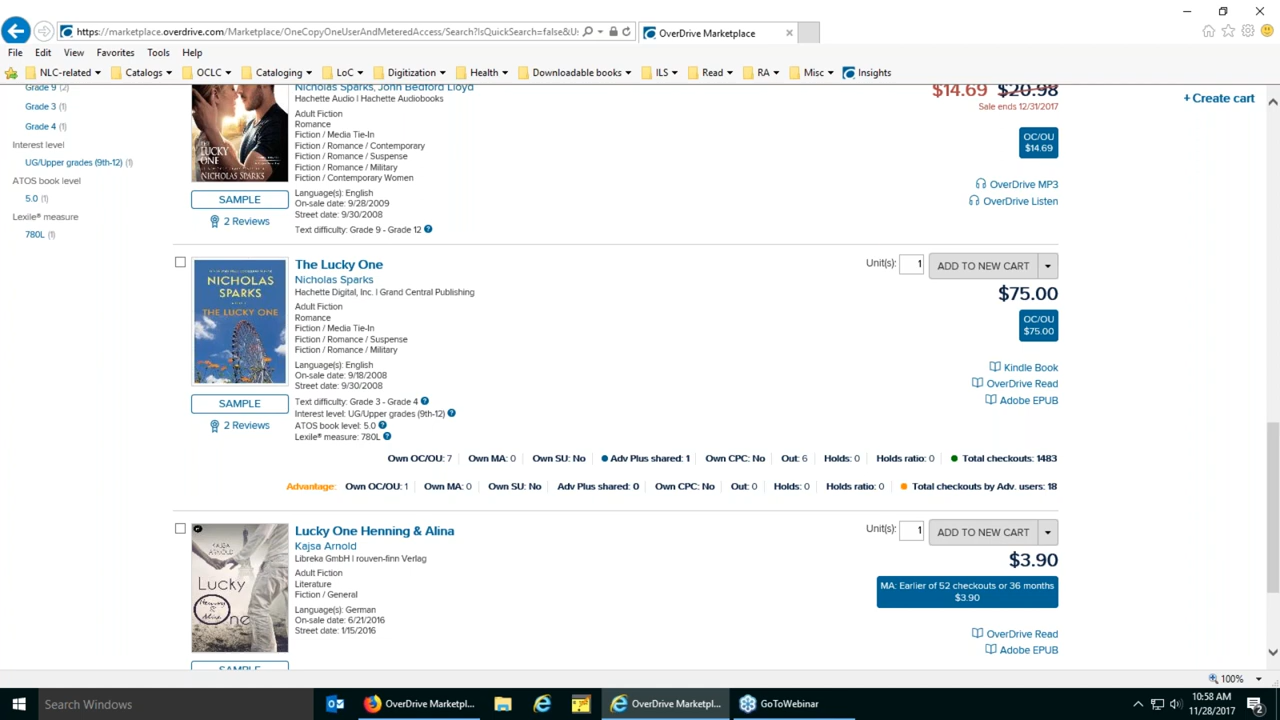 https://marketplace.overdrive.com/Marketplace/OneCopyOneUserAndMeteredAccess/Search?IsQuickSearch=false&U:
OverDrive Marketplace
File Edit View Favorites Tools Help
NLC-related Catalogs OCLC Cataloging LoC Digitization Health Downloadable books ILS Read RA Misc Insights
Grade 9 (2)
Grade 3 (1)
Grade 4 (1)
Interest level
UG/Upper grades (9th-12) (1)
ATOS book level
5.0 (1)
Lexile® measure
780L (1)
THE LUCKY ONE
NICHOLAS SPARKS
SAMPLE
2 Reviews
Nicholas Sparks, John Bedford Lloyd
Hachette Audio | Hachette Audiobooks
Adult Fiction
Romance
Fiction / Media Tie-In
Fiction / Romance / Contemporary
Fiction / Romance / Suspense
Fiction / Romance / Military
Fiction / Contemporary Women
Language(s): English
On-sale date: 9/28/2009
Street date: 9/30/2008
Text difficulty: Grade 9 - Grade 12
$14.69 $20.98
Sale ends 12/31/2017
OC/OU
$14.69
OverDrive MP3
OverDrive Listen
+ Create cart
NICHOLAS
SPARKS
THE LUCKY ONE
SAMPLE
2 Reviews
The Lucky One
Nicholas Sparks
Hachette Digital, Inc. | Grand Central Publishing
Adult Fiction
Romance
Fiction / Media Tie-In
Fiction / Romance / Suspense
Fiction / Romance / Military
Language(s): English
On-sale date: 9/18/2008
Street date: 9/30/2008
Text difficulty: Grade 3 - Grade 4
Interest level: UG/Upper grades (9th-12)
ATOS book level: 5.0
Lexile® measure: 780L
Unit(s): 1 ADD TO NEW CART
$75.00
OC/OU
$75.00
Kindle Book
OverDrive Read
Adobe EPUB
Own OC/OU: 7 Own MA: 0 Own SU: No Adv Plus shared: 1 Own CPC: No Out: 6 Holds: 0 Holds ratio: 0 Total checkouts: 1483
Advantage: Own OC/OU: 1 Own MA: 0 Own SU: No Adv Plus shared: 0 Own CPC: No Out: 0 Holds: 0 Holds ratio: 0 Total checkouts by Adv. users: 18
KAJSA
ARNOLD
Lucky
Henning &
Alina
One
SAMPLE
Lucky One Henning & Alina
Kajsa Arnold
Libreka GmbH | rouven-finn Verlag
Adult Fiction
Literature
Fiction / General
Language(s): German
On-sale date: 6/21/2016
Street date: 1/15/2016
Unit(s): 1 ADD TO NEW CART
$3.90
MA: Earlier of 52 checkouts or 36 months
$3.90
OverDrive Read
Adobe EPUB
100%
Search Windows OverDrive Marketpl... OverDrive Marketpl... GoToWebinar
10:58 AM
11/28/2017
2